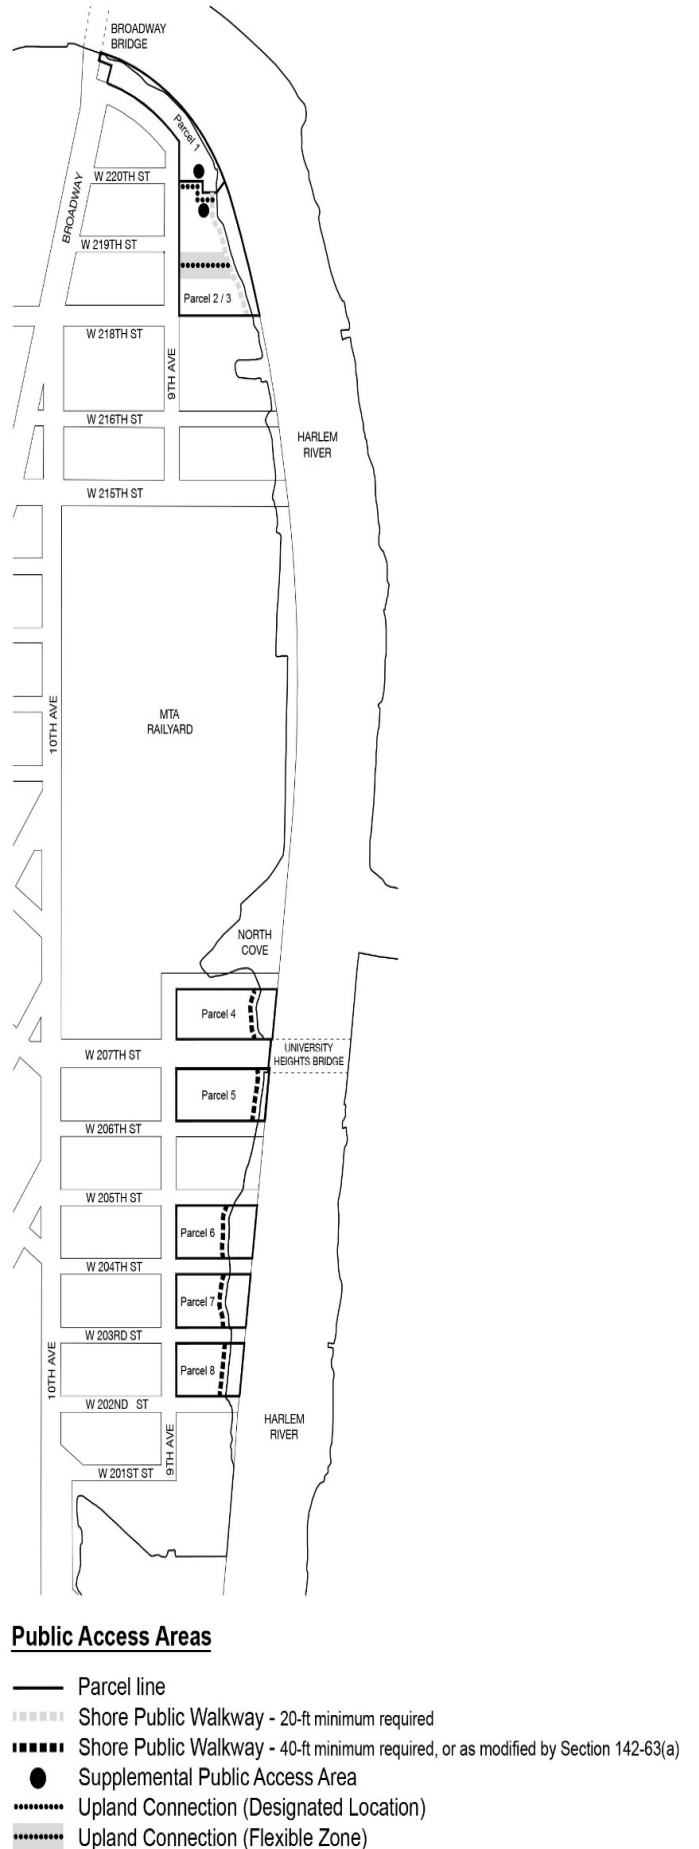 BROADWAY
BRIDGE
Parcel 1
W 220TH ST
BROADWAY
W 219TH ST
Parcel 2 / 3
W 218TH ST
9TH AVE
W 216TH ST
HARLEM
RIVER
W 215TH ST
10TH AVE
MTA
RAILYARD
NORTH
COVE
Parcel 4
W 207TH ST
UNIVERSITY
HEIGHTS BRIDGE
Parcel 5
W 206TH ST
W 205TH ST
Parcel 6
W 204TH ST
Parcel 7
W 203RD ST
10TH AVE
Parcel 8
W 202ND ST
HARLEM
RIVER
9TH AVE
W 201ST ST
Public Access Areas
Parcel line
Shore Public Walkway - 20-ft minimum required
Shore Public Walkway - 40-ft minimum required, or as modified by Section 142-63(a)
Supplemental Public Access Area
Upland Connection (Designated Location)
Upland Connection (Flexible Zone)